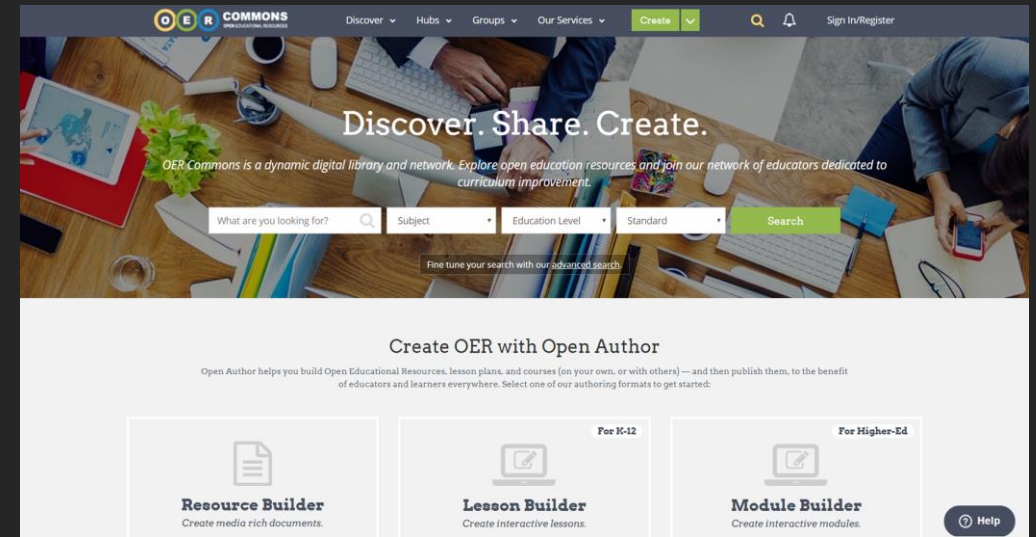 OER COMMONS
OPEN EDUCATIONAL RESOURCES
Discover Hubs Groups Our Services Create Sign In/Register
Discover. Share. Create.
OER Commons is a dynamic digital library and network. Explore open education resources and join our network of educators dedicated to
curriculum improvement.
What are you looking for? Subject Education Level Standard Search
Fine tune your search with our advanced search.
Create OER with Open Author
Open Author helps you build Open Educational Resources, lesson plans, and courses (on your own, or with others) — and then publish them, to the benefit
of educators and learners everywhere. Select one of our authoring formats to get started:
For K-12
For Higher-Ed
Resource Builder
Create media rich documents.
Lesson Builder
Create interactive lessons.
Module Builder
Create interactive modules.
Help